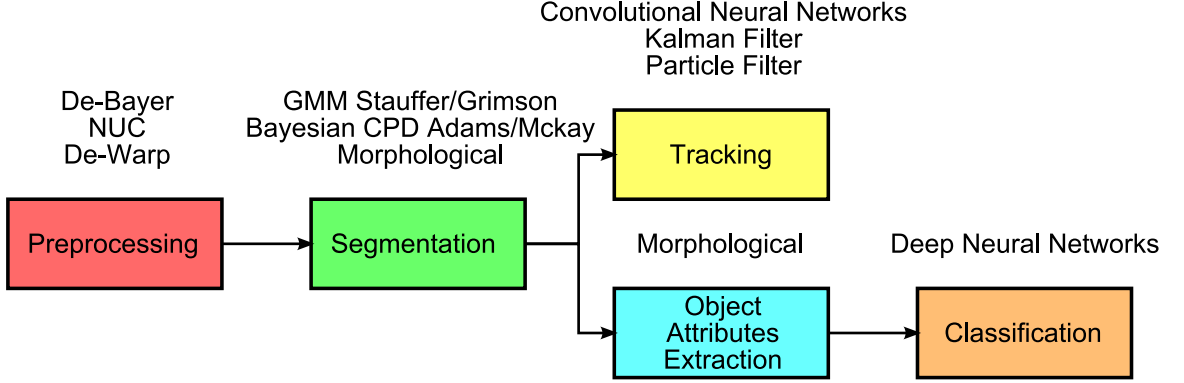 Convolutional Neural Networks
Kalman Filter
Particle Filter
De-Bayer
NUC
De-Warp
GMM Stauffer/Grimson
Bayesian CPD Adams/Mckay
Morphological
Tracking
Preprocessing
Segmentation
Morphological
Deep Neural Networks
Object
Attributes
Extraction
Classification